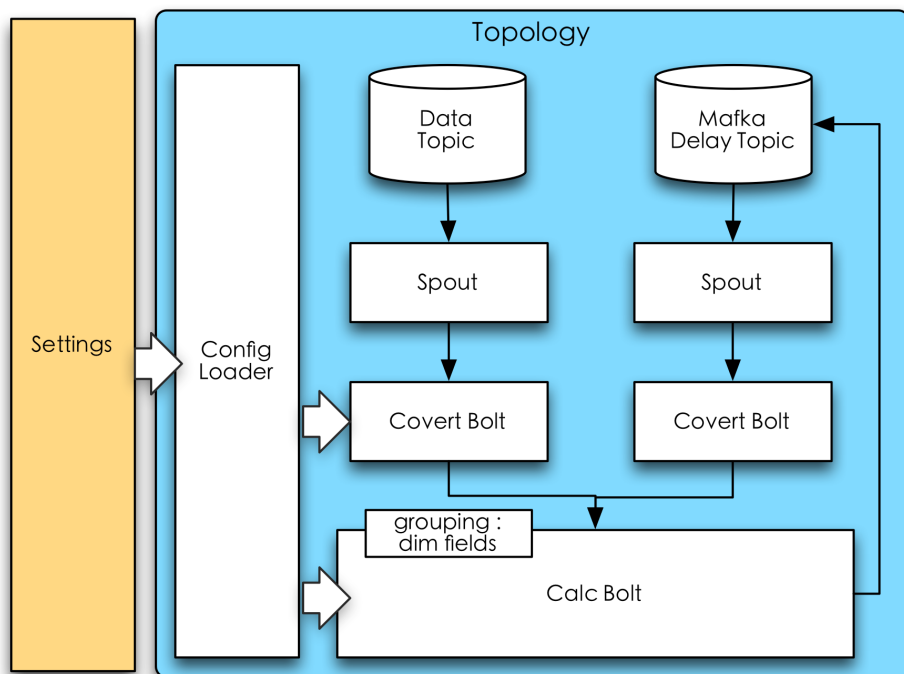 Topology
Data
Topic
Mafka
Delay Topic
Spout
Spout
Settings
Config
Loader
Covert Bolt
Covert Bolt
grouping :
dim fields
Calc Bolt